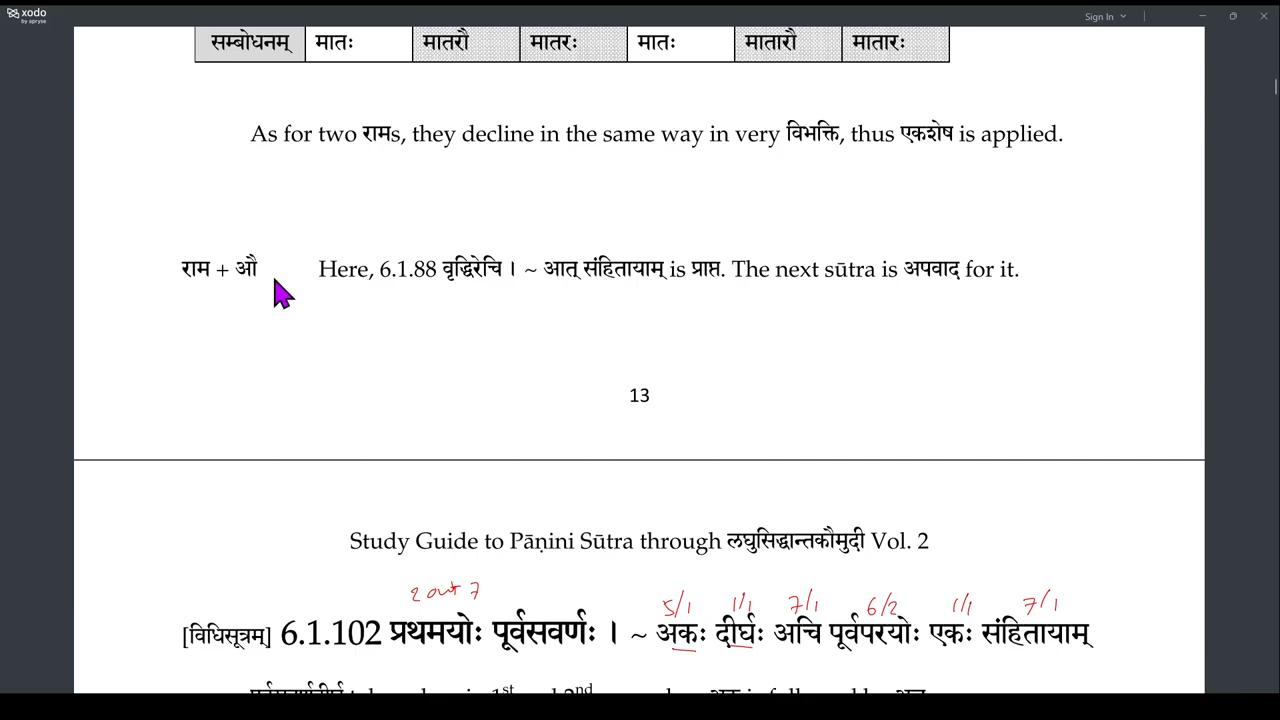 xodo
by apryse
Sign In
सम्बोधनम् मातः मातरौ मातरः मातः मातारौ मातारः
As for two रामs, they decline in the same way in very विभक्ति, thus एकशेष is applied.
राम + औ Here, 6.1.88 वृद्धिरेचि । ~ आत् संहितायाम् is प्राप्त. The next sūtra is अपवाद for it.
13
Study Guide to Pāṇini Sūtra through लघुसिद्धान्तकौमुदी Vol. 2
2 out 7 5/1 1/1 7/1 6/2 1/1 7/1
[विधिसूत्रम्] 6.1.102 प्रथमयोः पूर्वसवर्णः । ~ अकः दीर्घः अचि पूर्वपरयोः एकः संहितायाम्